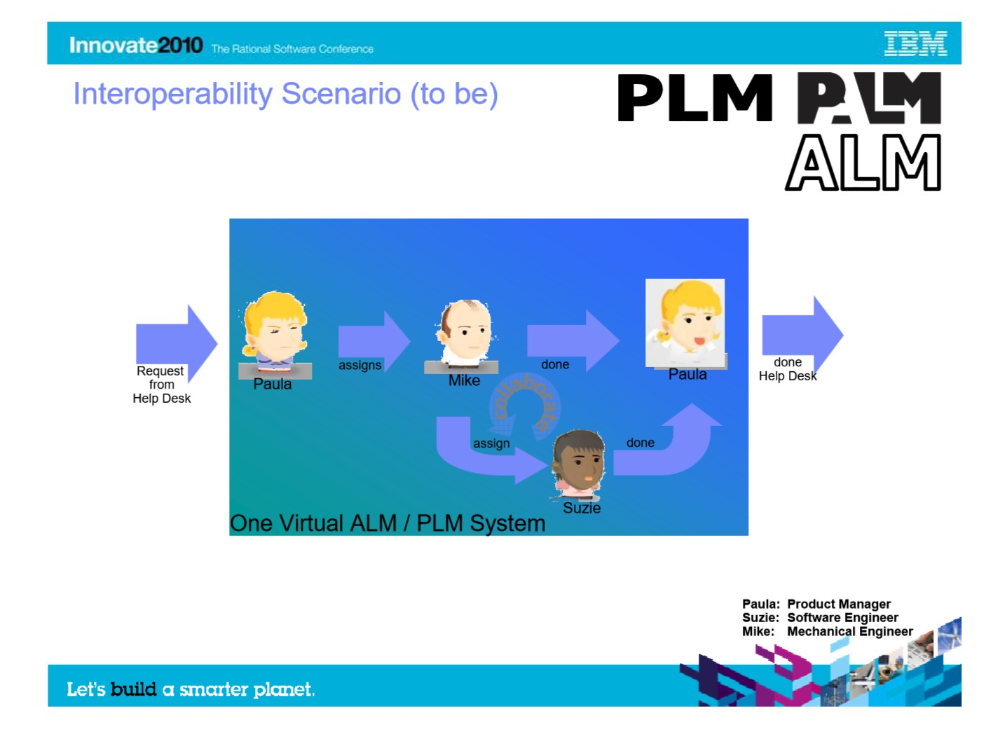 Innovate2010 The Rational Software Conference
IBM
Interoperability Scenario (to be)
PLM PALM
ALM
Request
from
Help Desk
Paula
assigns
Mike
done
Paula
done
Help Desk
collaborate
assign
done
Suzie
One Virtual ALM / PLM System
Paula: Product Manager
Suzie: Software Engineer
Mike: Mechanical Engineer
Let's build a smarter planet.